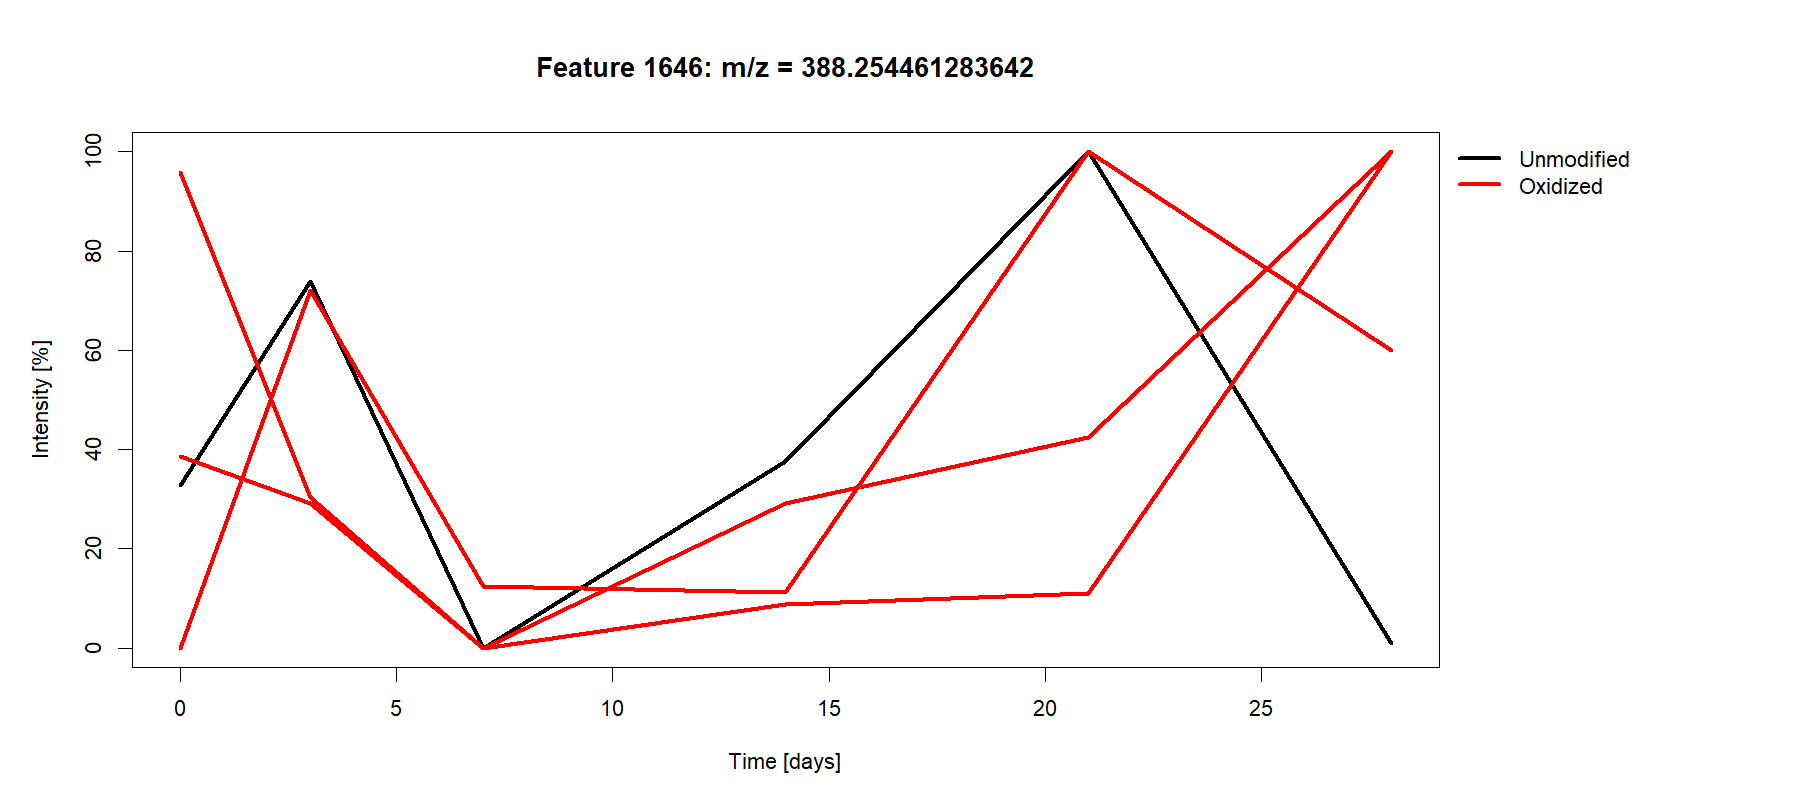 Feature 1646: m/z = 388.254461283642
Unmodified
Oxidized
Intensity [%]
100
80
60
40
20
0
0 5 10 15 20 25
Time [days]